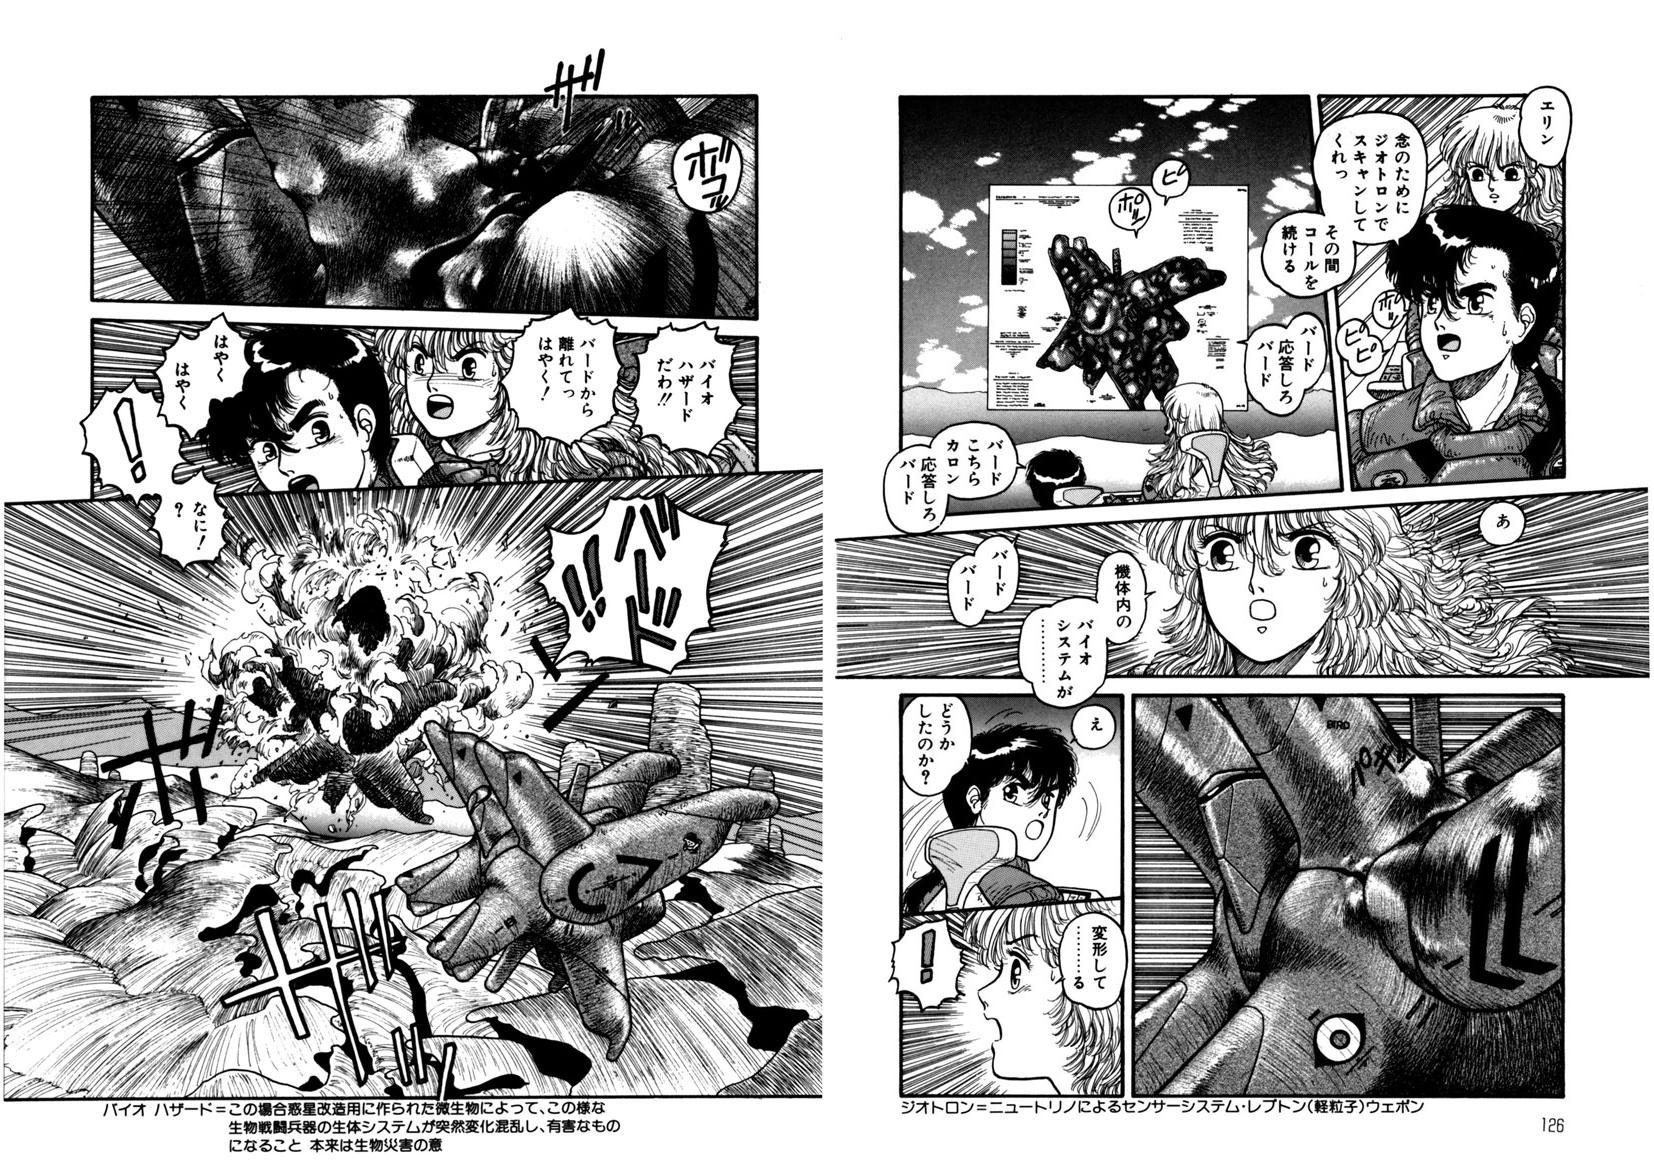 エリン
念のために
ジオトロンで
スキャンして
くれっ
その間
コールを
続ける
ポッ
ピピ
ピ
ポッ
バード
応答しろ
バード
バード
こちら
カロン
応答しろ
バード
あ
機体内の
バイオ
システムが
…………
バード
バード
BIRD
パキッ
え
どうか
したのか?
変形して
………る
!
ジオトロン=ニュートリノによるセンサーシステム・レプトン(軽粒子)ウェポン
126
ボコッ
バイオ
ハザード
だわ!!
バードから
離れてっ
はやく!
はやく
はやく
!
なに!
?
バード!!
バイオ ハザード=この場合惑星改造用に作られた微生物によって、この様な
生物戦闘兵器の生体システムが突然変化混乱し、有害なもの
になること 本来は生物災害の意